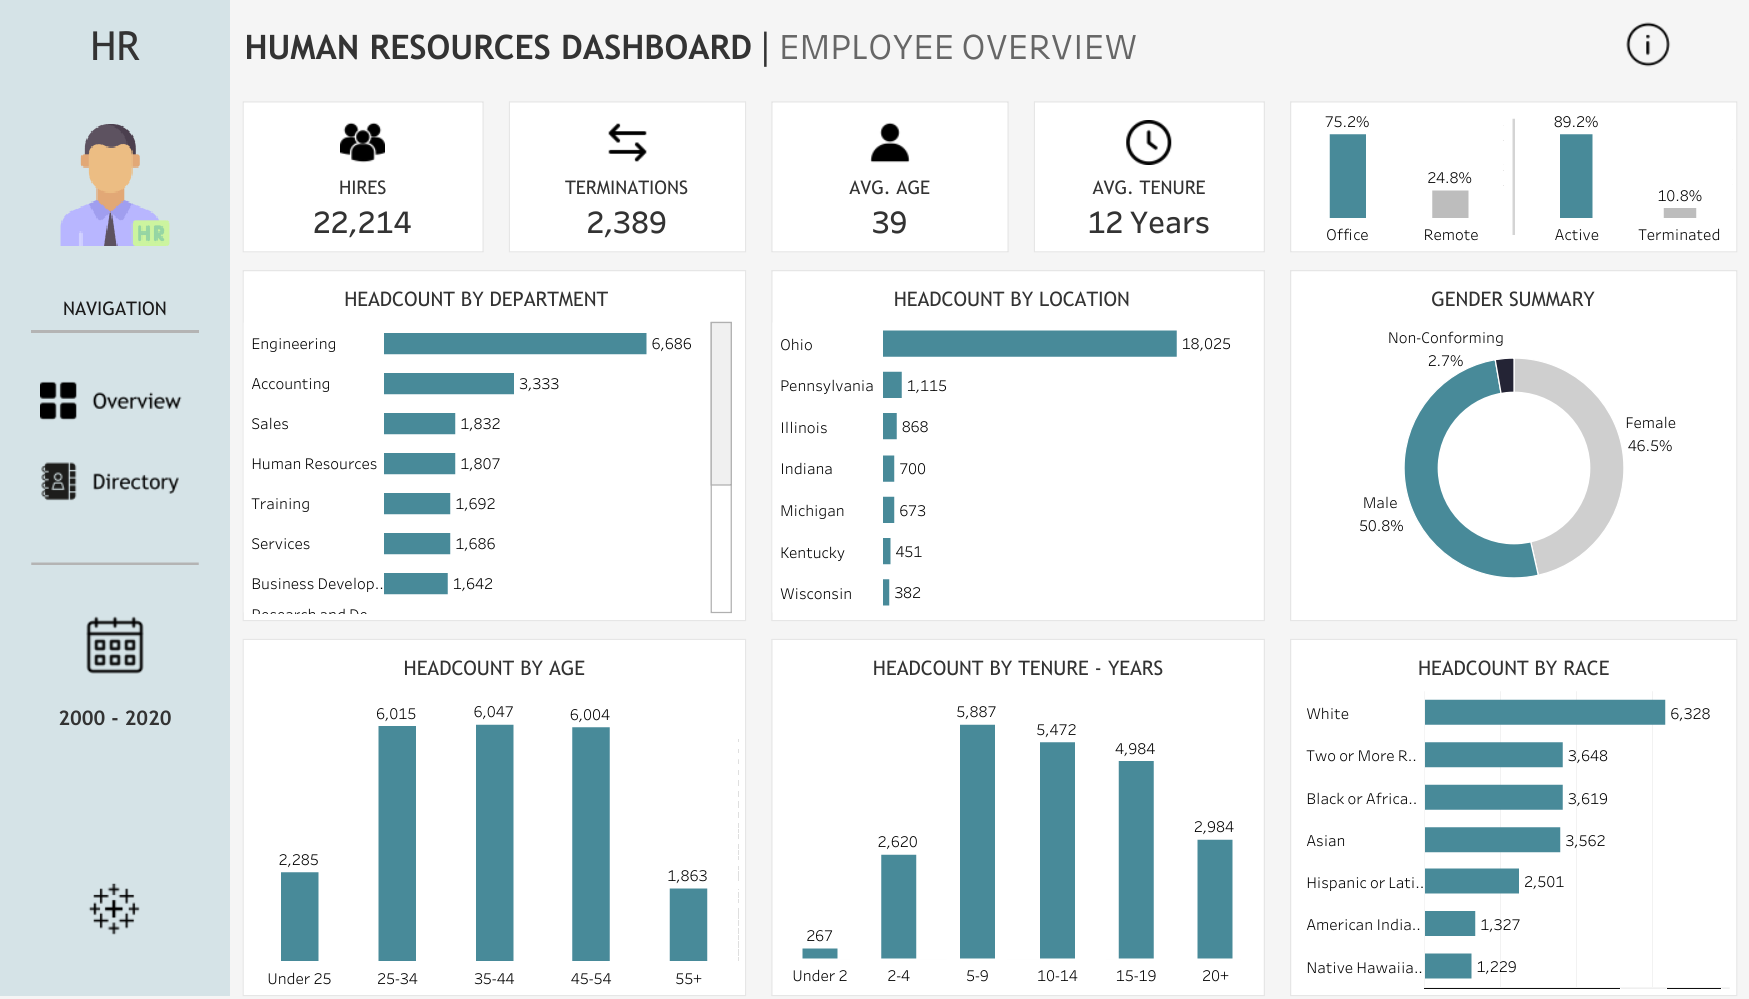 HR
HUMAN RESOURCES DASHBOARD | EMPLOYEE OVERVIEW
i
HR
NAVIGATION
Overview
Directory
2000 - 2020
HIRES
22,214
TERMINATIONS
2,389
AVG. AGE
39
AVG. TENURE
12 Years
75.2%
24.8%
Office
Remote
89.2%
10.8%
Active
Terminated
HEADCOUNT BY DEPARTMENT
Engineering 6,686
Accounting 3,333
Sales 1,832
Human Resources 1,807
Training 1,692
Services 1,686
Business Develop.. 1,642
Research and De..
HEADCOUNT BY LOCATION
Ohio 18,025
Pennsylvania 1,115
Illinois 868
Indiana 700
Michigan 673
Kentucky 451
Wisconsin 382
GENDER SUMMARY
Non-Conforming
2.7%
Female
46.5%
Male
50.8%
HEADCOUNT BY AGE
2,285 6,015 6,047 6,004 1,863
Under 25 25-34 35-44 45-54 55+
HEADCOUNT BY TENURE - YEARS
267 2,620 5,887 5,472 4,984 2,984
Under 2 2-4 5-9 10-14 15-19 20+
HEADCOUNT BY RACE
White 6,328
Two or More R.. 3,648
Black or Africa.. 3,619
Asian 3,562
Hispanic or Lati.. 2,501
American India.. 1,327
Native Hawaiia.. 1,229